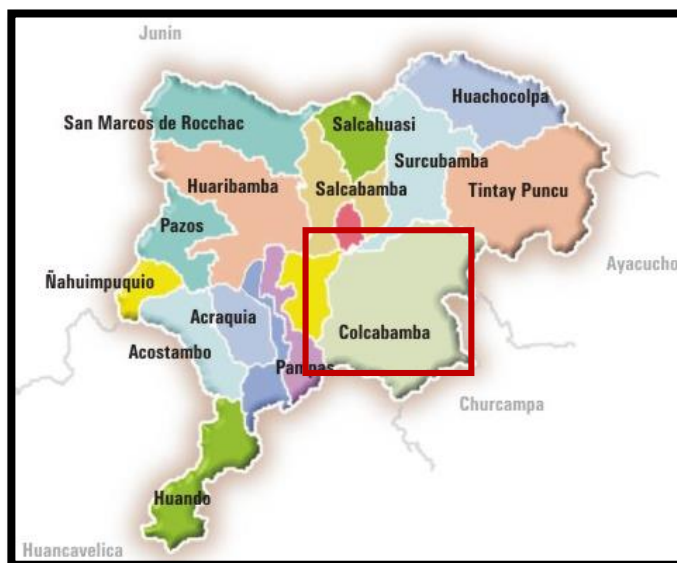 Junin
Huachocolpa
San Marcos de Rocchac
Salcahuasi
Surcubamba
Huaribamba
Salcabamba
Tintay Puncu
Pazos
Ayacucho
Ñahuimpuquio
Acraquia
Colcabamba
Acostambo
Pampas
Churcampa
Huando
Huancavelica